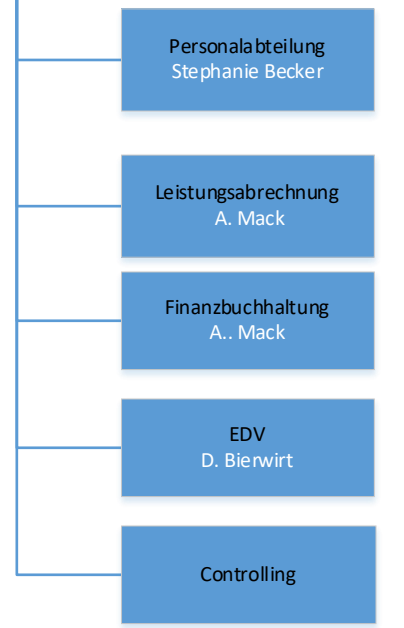 Personalabteilung
Stephanie Becker
Leistungsabrechnung
A. Mack
Finanzbuchhaltung
A.. Mack
EDV
D. Bierwirt
Controlling